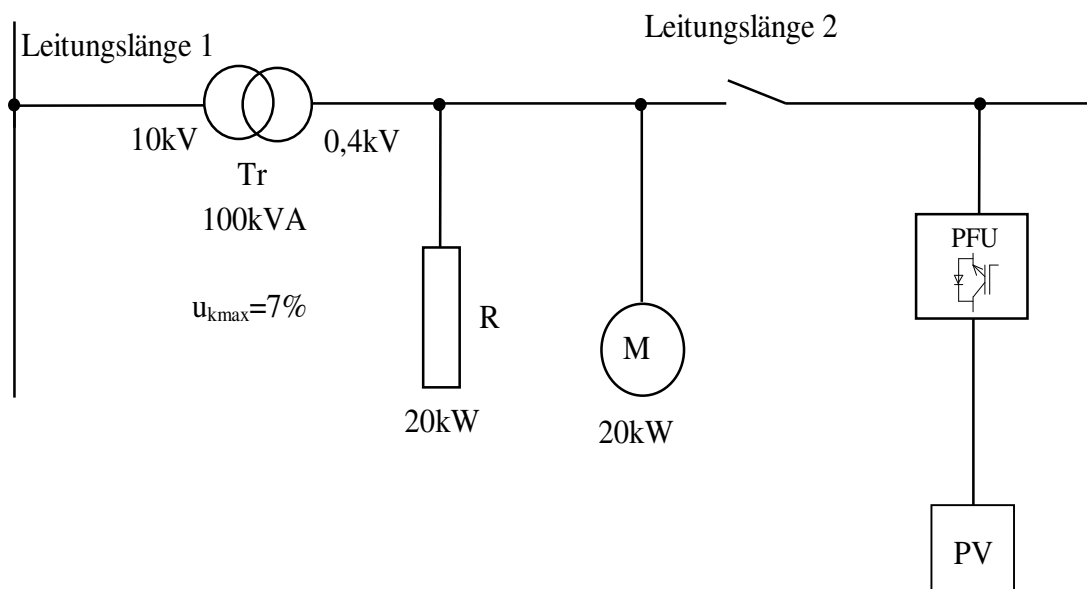 Leitungslänge 1
Leitungslänge 2
10kV
0,4kV
Tr
100kVA
u_kmax=7%
R
20kW
M
20kW
PFU
PV